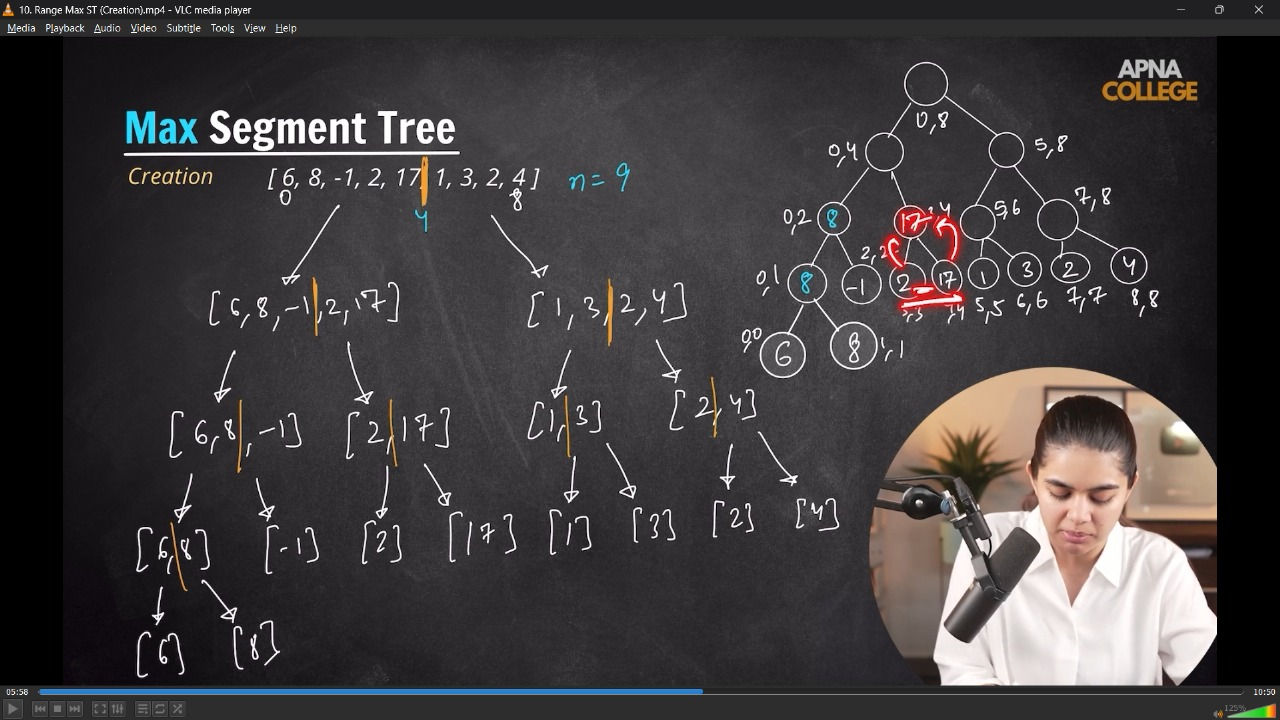 10. Range Max ST (Creation).mp4 - VLC media player
Media Playback Audio Video Subtitle Tools View Help
APNA
COLLEGE
Max Segment Tree
Creation [ 6, 8, -1, 2, 17, 1, 3, 2, 4 ] n = 9
0 8
4
[6, 8, -1, 2, 17] [1, 3, 2, 4]
[6, 8, -1] [2, 17] [1, 3] [2, 4]
[6, 8] [-1] [2] [17] [1] [3] [2] [4]
[6] [8]
0,8
0,4 5,8
0,2 8 17 5,6 7,8
0,1 8 -1 2 17 1 3 2 4
5,5 6,6 7,7 8,8
0,0 6 8 1,1
05:58 10:50
125%